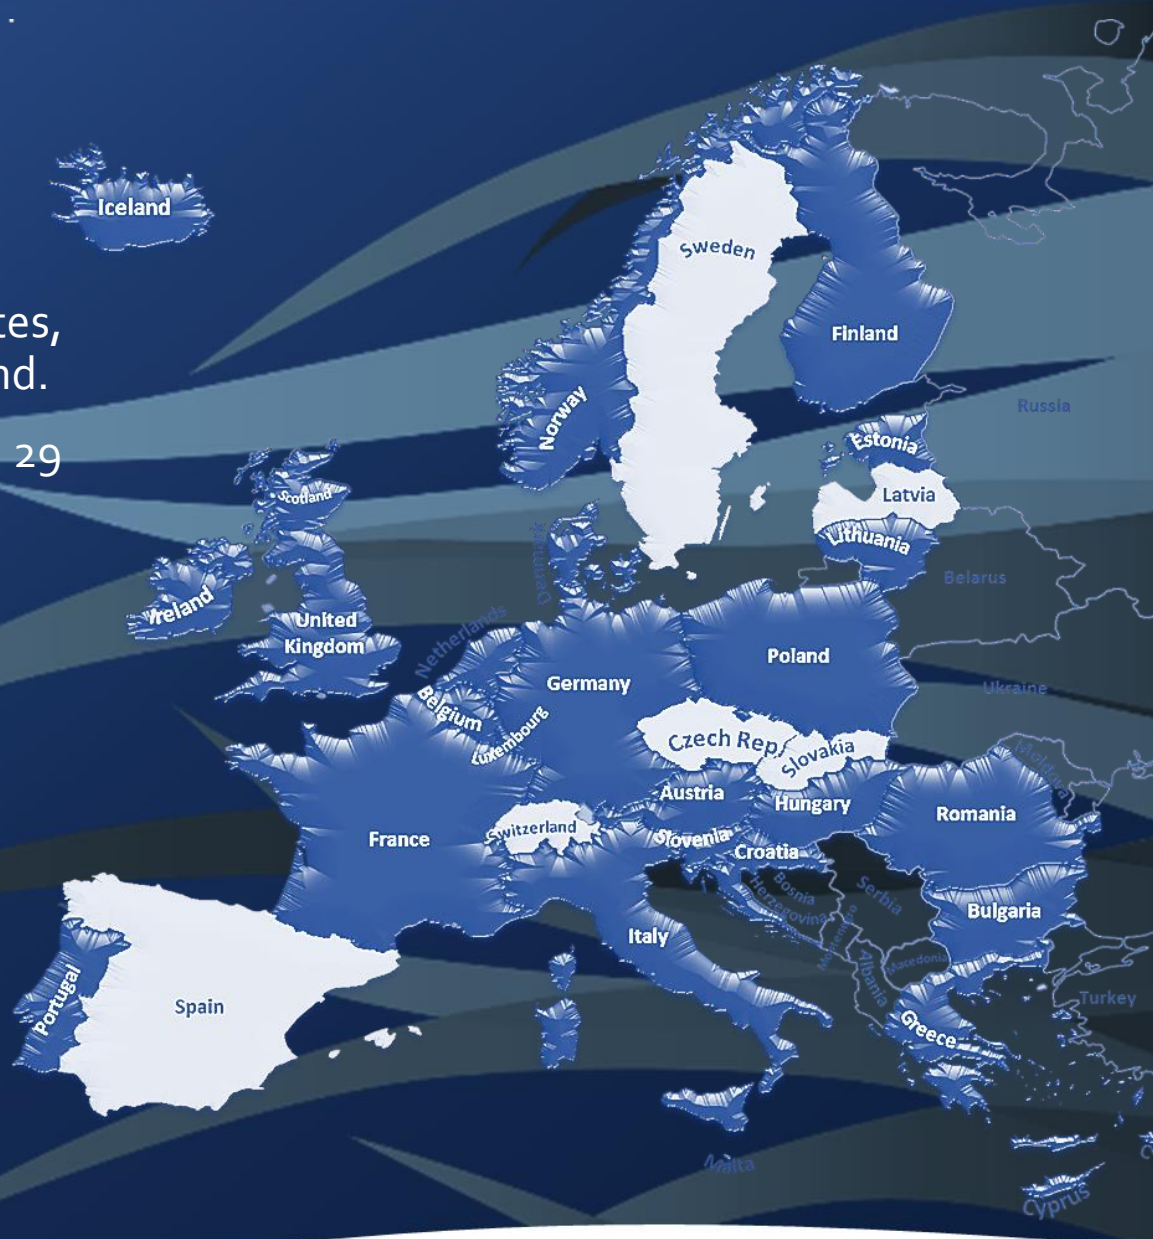 Iceland
Sweden
Finland
tes,
nd.
Russia
Norway
Estonia
29
Scotland
Latvia
Lithuania
Denmark
Belarus
Ireland
United
Kingdom
Netherlands
Poland
Germany
Ukraine
Belgium
Luxembourg
Czech Rep.
Slovakia
Moldova
Austria
Hungary
Romania
Switzerland
France
Slovenia
Croatia
Bosnia
Herzegovina
Serbia
Bulgaria
Montenegro
Italy
Macedonia
Albania
Portugal
Spain
Turkey
Greece
Malta
Cyprus